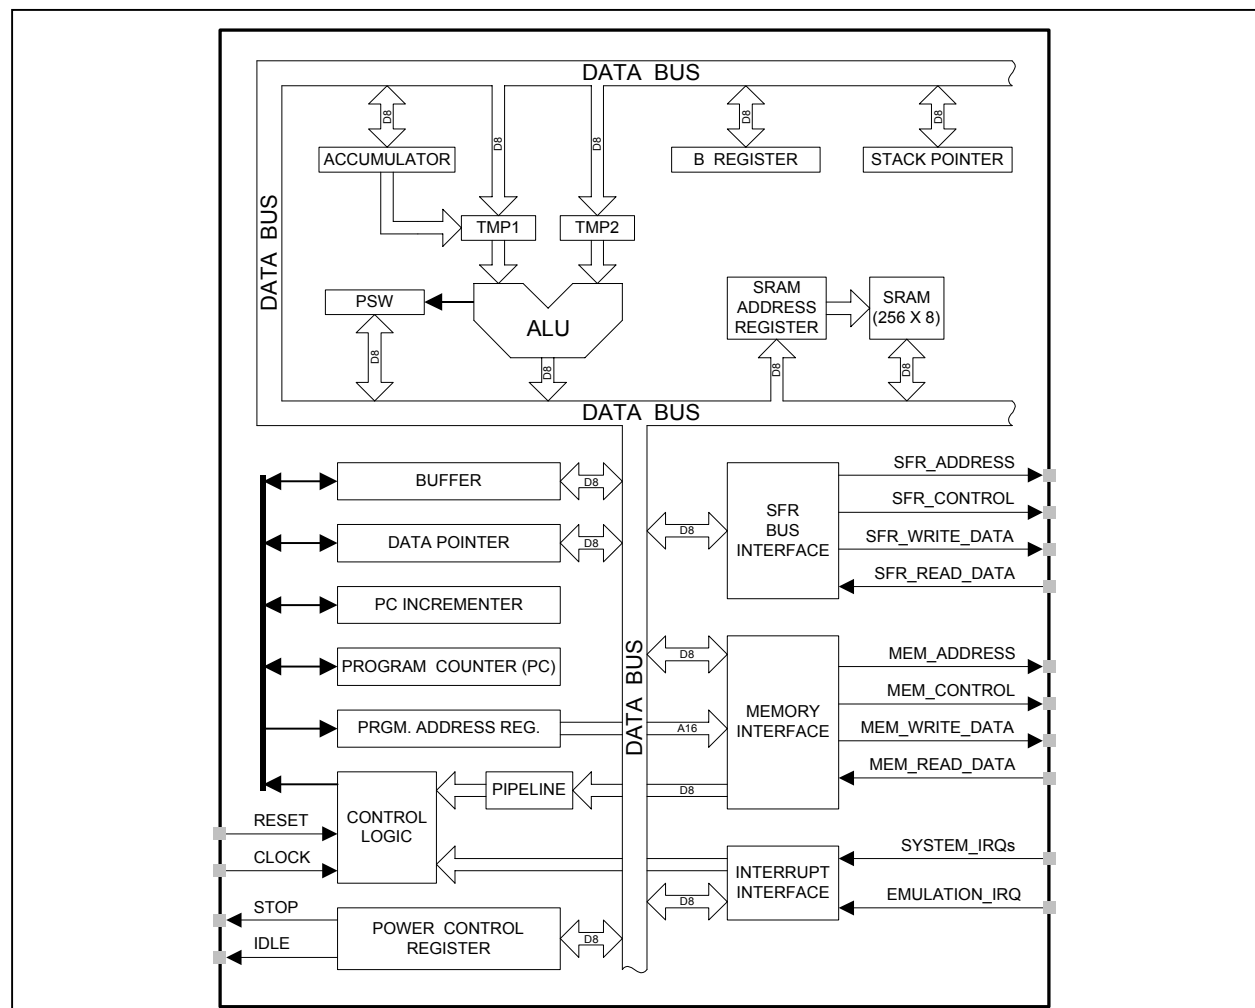 DATA BUS
D8
D8
D8
D8
D8
ACCUMULATOR
B REGISTER
STACK POINTER
DATA BUS
TMP1
TMP2
PSW
ALU
SRAM
ADDRESS
REGISTER
SRAM
(256 X 8)
D8
D8
D8
D8
DATA BUS
BUFFER
D8
DATA POINTER
D8
PC INCREMENTER
PROGRAM COUNTER (PC)
PRGM. ADDRESS REG.
A16
DATA BUS
D8
SFR
BUS
INTERFACE
SFR_ADDRESS
SFR_CONTROL
SFR_WRITE_DATA
SFR_READ_DATA
D8
MEMORY
INTERFACE
MEM_ADDRESS
MEM_CONTROL
MEM_WRITE_DATA
MEM_READ_DATA
PIPELINE
D8
RESET
CLOCK
CONTROL
LOGIC
INTERRUPT
INTERFACE
D8
SYSTEM_IRQs
EMULATION_IRQ
STOP
IDLE
POWER CONTROL
REGISTER
D8